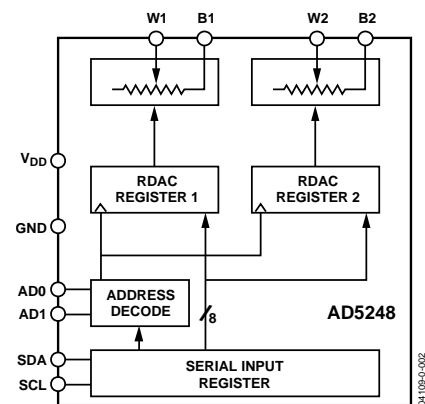 W1 B1 W2 B2
V_DD
RDAC
REGISTER 1
RDAC
REGISTER 2
GND
AD0
AD1
ADDRESS
DECODE
8
AD5248
SDA
SCL
SERIAL INPUT
REGISTER
04109-0-002